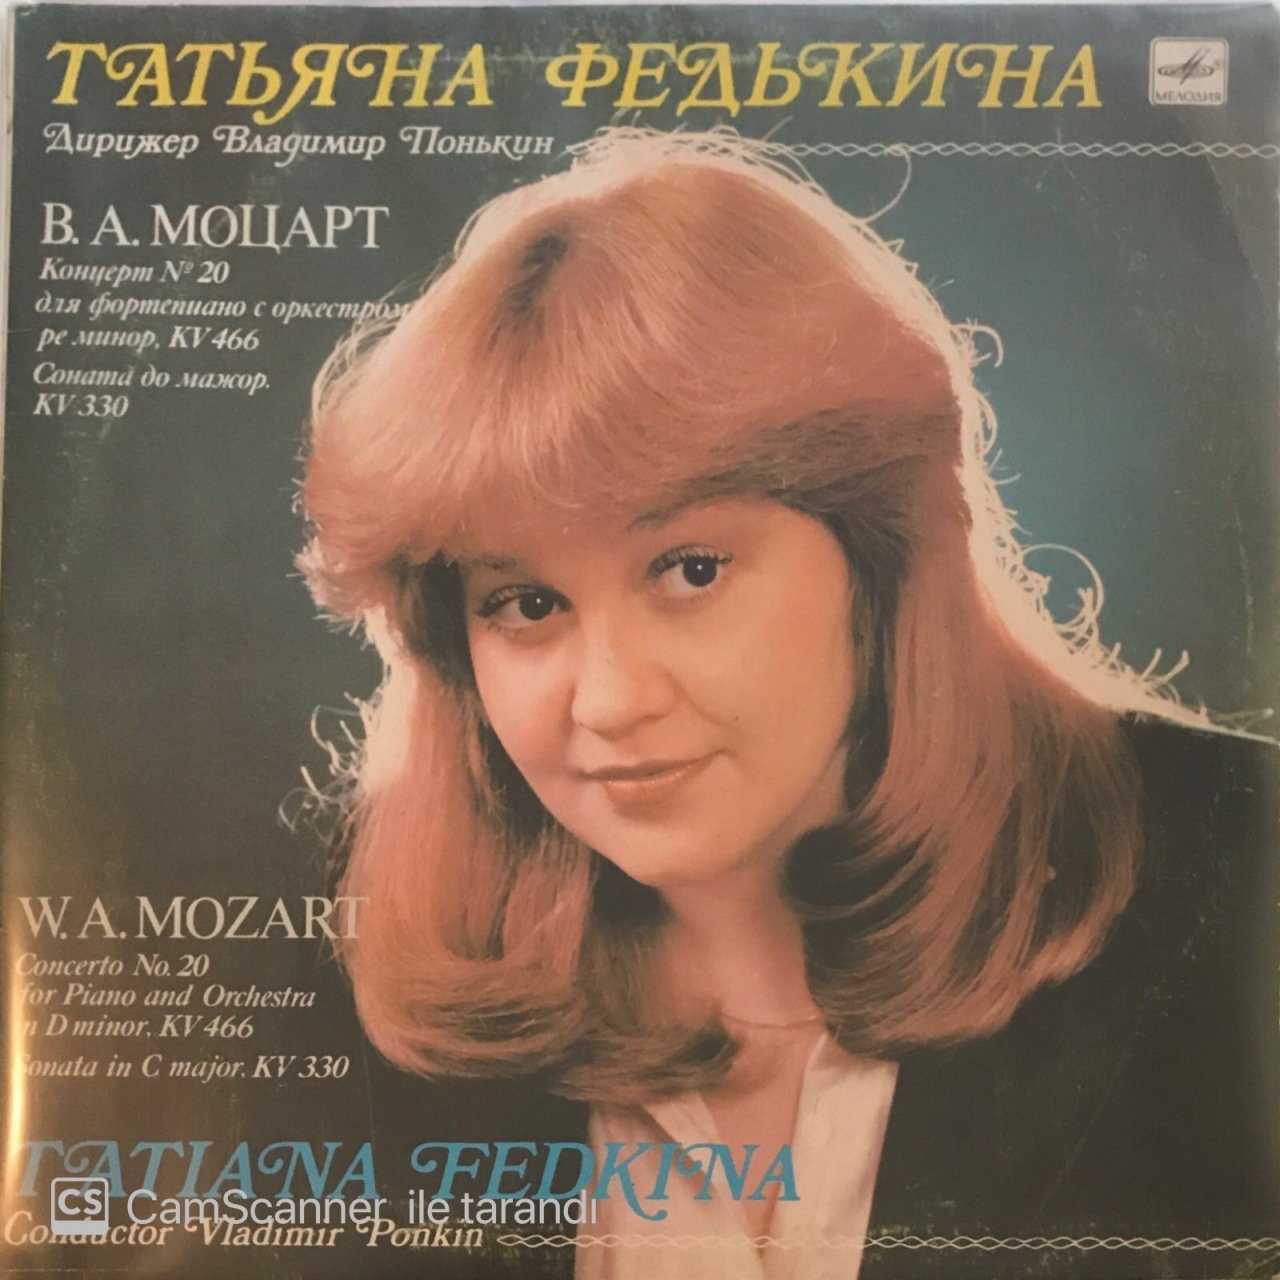 ТАТЬЯНА ФЕДЬКИНА
МЕЛОДИЯ
Дирижер Владимир Понькин
В. А. МОЦАРТ
Концерт № 20
для фортепиано с оркестром
ре минор, KV 466
Соната до мажор.
KV 330
W. A. MOZART
Concerto No. 20
for Piano and Orchestra
in D minor, KV 466
Sonata in C major. KV 330
TATIANA FEDKINA
CS CamScanner ile tarandı
Conductor Vladimir Ponkin